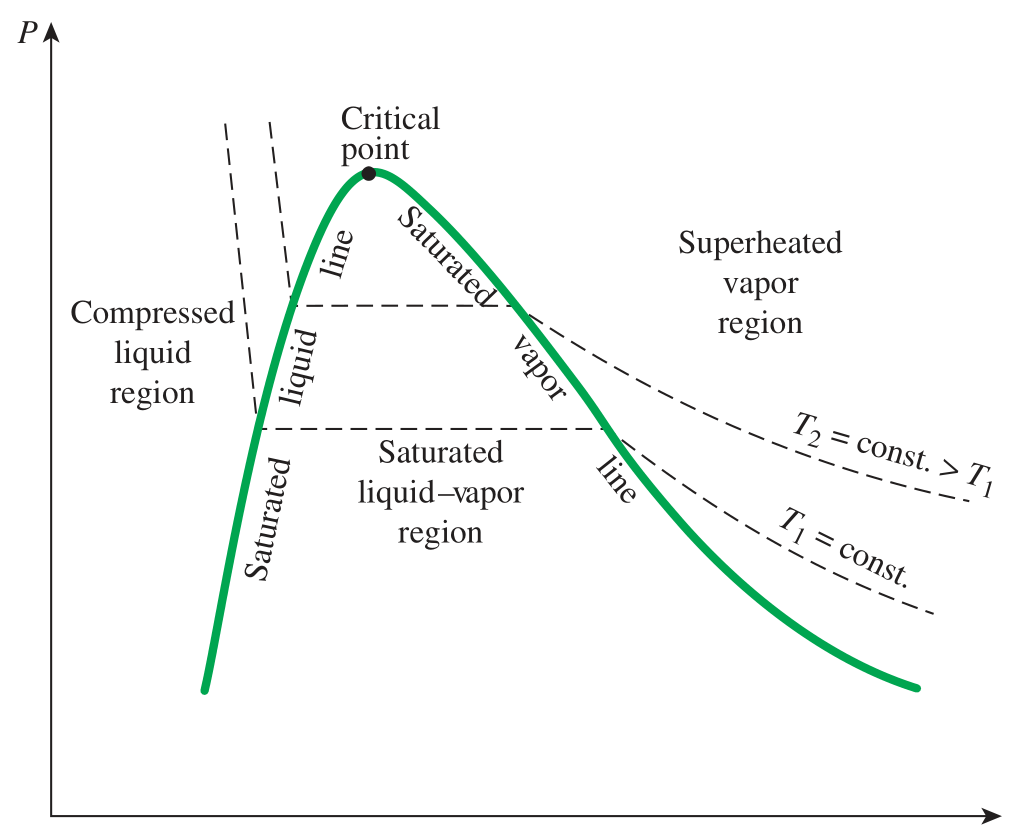 P
Critical
point
Saturated
vapor
line
Superheated
vapor
region
Compressed
liquid
region
Saturated
liquid
line
Saturated
liquid–vapor
region
T2 = const. > T1
T1 = const.